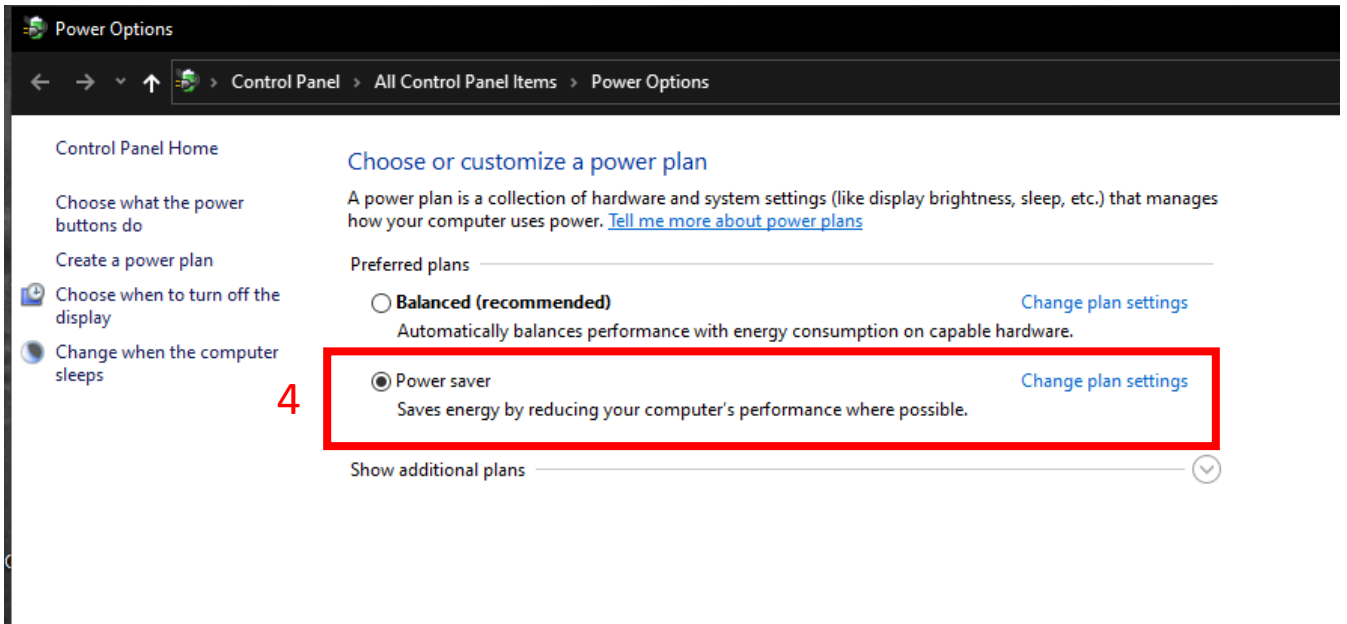 Power Options
Control Panel > All Control Panel Items > Power Options
Control Panel Home
Choose what the power
buttons do
Create a power plan
Choose when to turn off the
display
Change when the computer
sleeps
Choose or customize a power plan
A power plan is a collection of hardware and system settings (like display brightness, sleep, etc.) that manages
how your computer uses power. Tell me more about power plans
Preferred plans
Balanced (recommended) Change plan settings
Automatically balances performance with energy consumption on capable hardware.
4
Power saver Change plan settings
Saves energy by reducing your computer's performance where possible.
Show additional plans